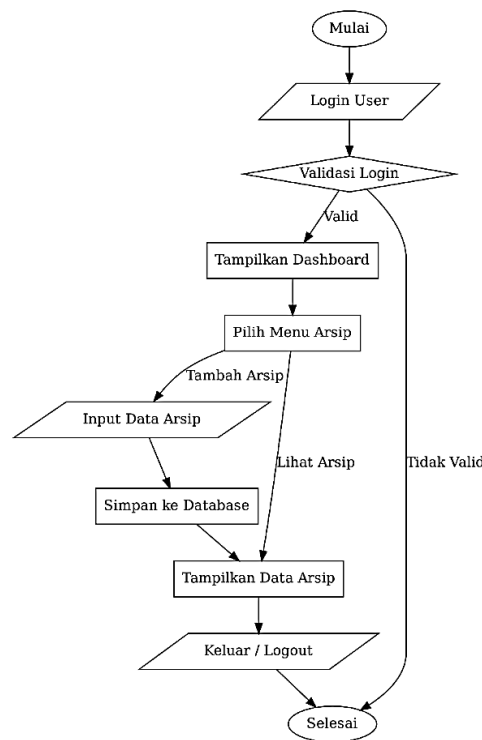 Mulai
Login User
Validasi Login
Valid
Tampilkan Dashboard
Pilih Menu Arsip
Tambah Arsip
Input Data Arsip
Lihat Arsip
Tidak Valid
Simpan ke Database
Tampilkan Data Arsip
Keluar / Logout
Selesai